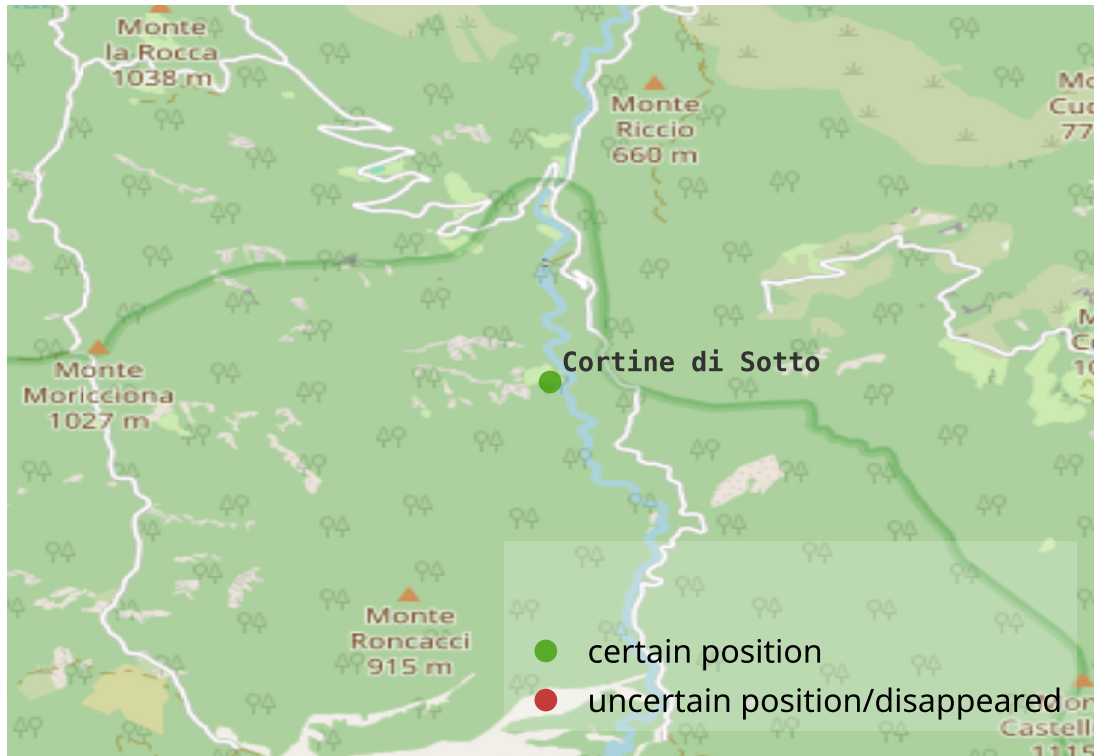 Monte
la Rocca
1038 m
Monte
Riccio
660 m
Cortine di Sotto
Monte
Moricciona
1027 m
Monte
Roncacci
915 m
certain position
uncertain position/disappeared